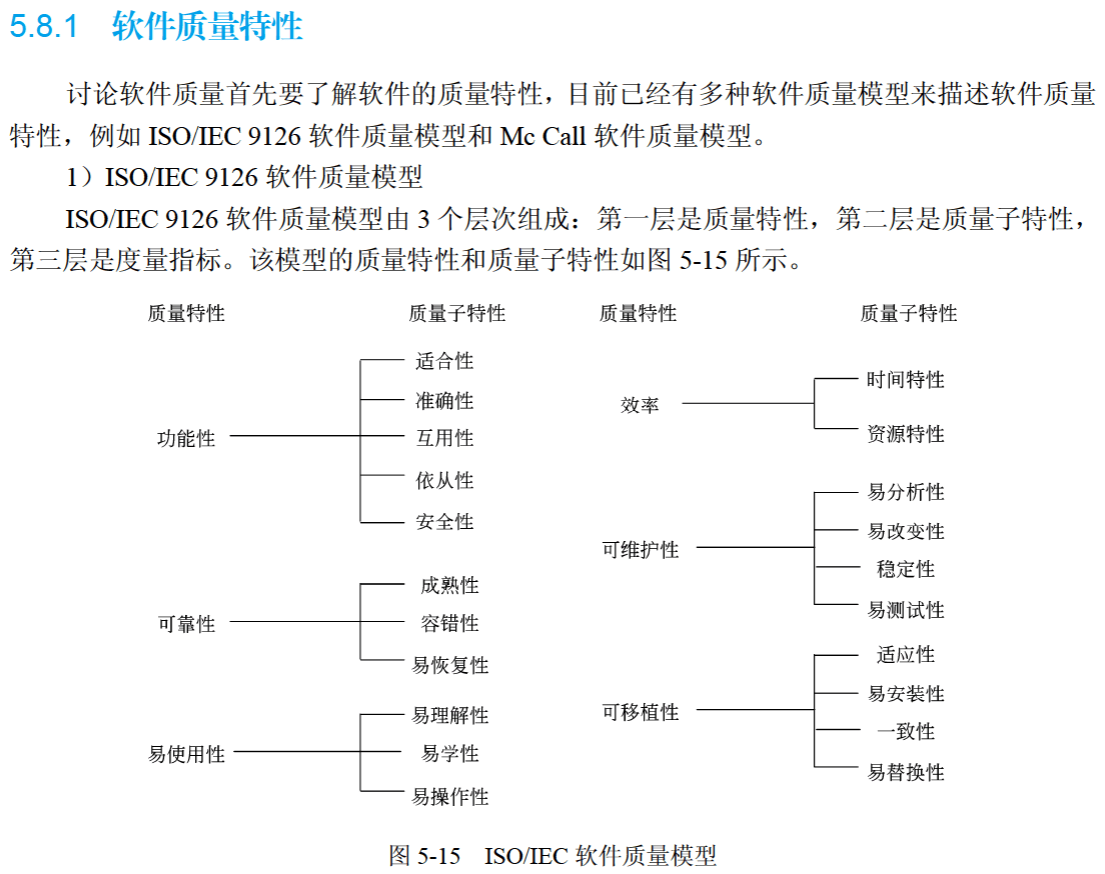 5.8.1 软件质量特性
讨论软件质量首先要了解软件的质量特性，目前已经有多种软件质量模型来描述软件质量
特性，例如 ISO/IEC 9126 软件质量模型和 Mc Call 软件质量模型。
1）ISO/IEC 9126 软件质量模型
ISO/IEC 9126 软件质量模型由 3 个层次组成：第一层是质量特性，第二层是质量子特性，
第三层是度量指标。该模型的质量特性和质量子特性如图 5-15 所示。
质量特性 质量子特性
功能性
适合性
准确性
互用性
依从性
安全性
可靠性
成熟性
容错性
易恢复性
易使用性
易理解性
易学性
易操作性
质量特性 质量子特性
效率
时间特性
资源特性
可维护性
易分析性
易改变性
稳定性
易测试性
可移植性
适应性
易安装性
一致性
易替换性
图 5-15 ISO/IEC 软件质量模型